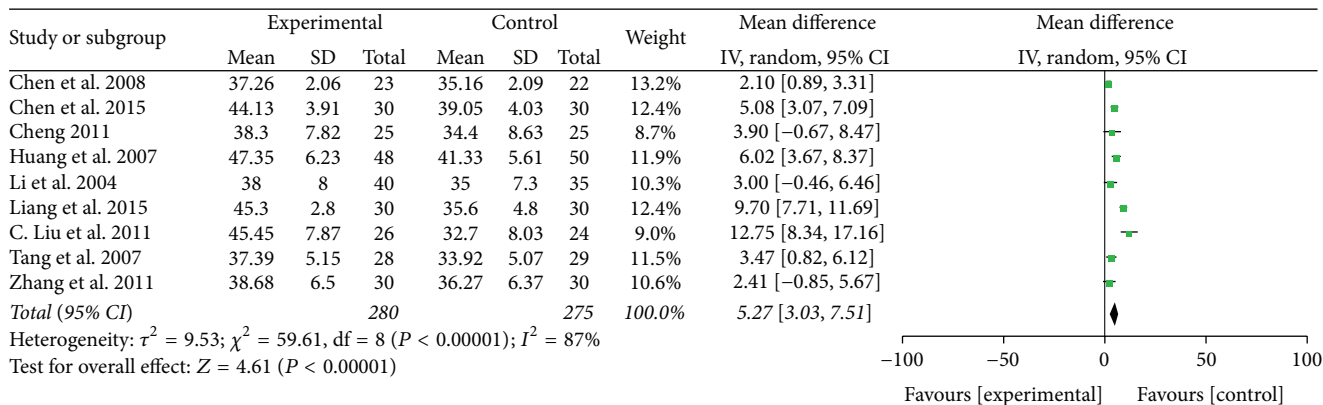 Study or subgroup Experimental Control Weight Mean difference Mean difference
Mean SD Total Mean SD Total IV, random, 95% CI IV, random, 95% CI
Chen et al. 2008 37.26 2.06 23 35.16 2.09 22 13.2% 2.10 [0.89, 3.31]
Chen et al. 2015 44.13 3.91 30 39.05 4.03 30 12.4% 5.08 [3.07, 7.09]
Cheng 2011 38.3 7.82 25 34.4 8.63 25 8.7% 3.90 [−0.67, 8.47]
Huang et al. 2007 47.35 6.23 48 41.33 5.61 50 11.9% 6.02 [3.67, 8.37]
Li et al. 2004 38 8 40 35 7.3 35 10.3% 3.00 [−0.46, 6.46]
Liang et al. 2015 45.3 2.8 30 35.6 4.8 30 12.4% 9.70 [7.71, 11.69]
C. Liu et al. 2011 45.45 7.87 26 32.7 8.03 24 9.0% 12.75 [8.34, 17.16]
Tang et al. 2007 37.39 5.15 28 33.92 5.07 29 11.5% 3.47 [0.82, 6.12]
Zhang et al. 2011 38.68 6.5 30 36.27 6.37 30 10.6% 2.41 [−0.85, 5.67]
Total (95% CI) 280 275 100.0% 5.27 [3.03, 7.51]
Heterogeneity: τ² = 9.53; χ² = 59.61, df = 8 (P < 0.00001); I² = 87%
Test for overall effect: Z = 4.61 (P < 0.00001)
−100 −50 0 50 100
Favours [experimental] Favours [control]